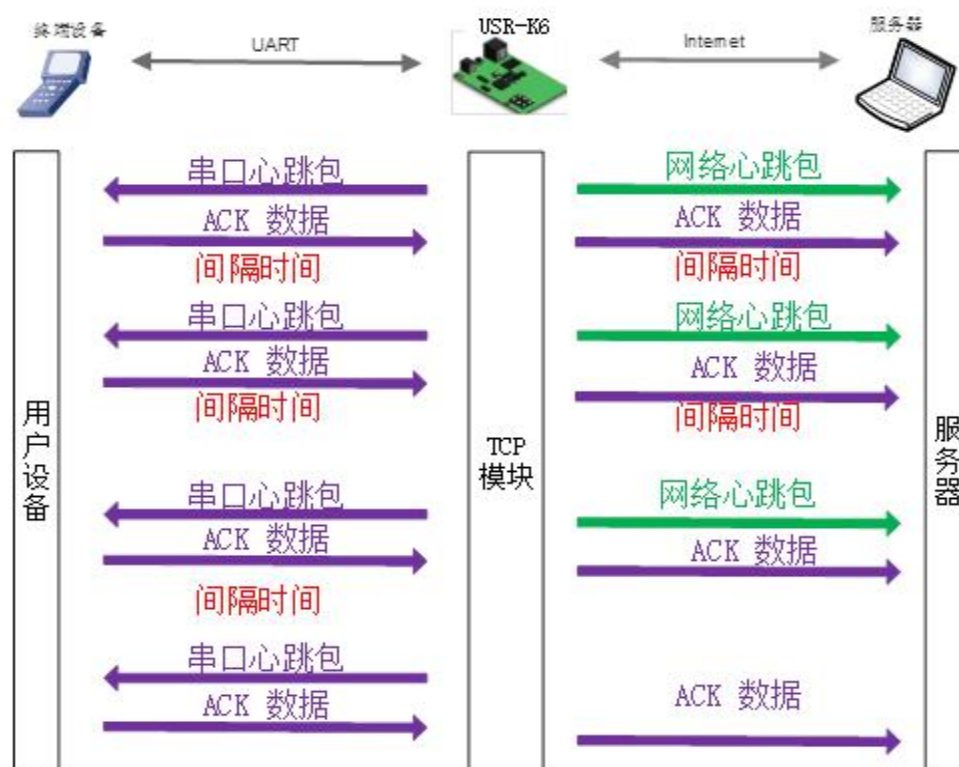 终端设备
UART
USR-K6
Internet
服务器
串口心跳包
网络心跳包
ACK 数据
ACK 数据
间隔时间
间隔时间
串口心跳包
网络心跳包
ACK 数据
ACK 数据
间隔时间
间隔时间
用户设备
TCP
模块
服务器
串口心跳包
网络心跳包
ACK 数据
ACK 数据
间隔时间
串口心跳包
ACK 数据
ACK 数据